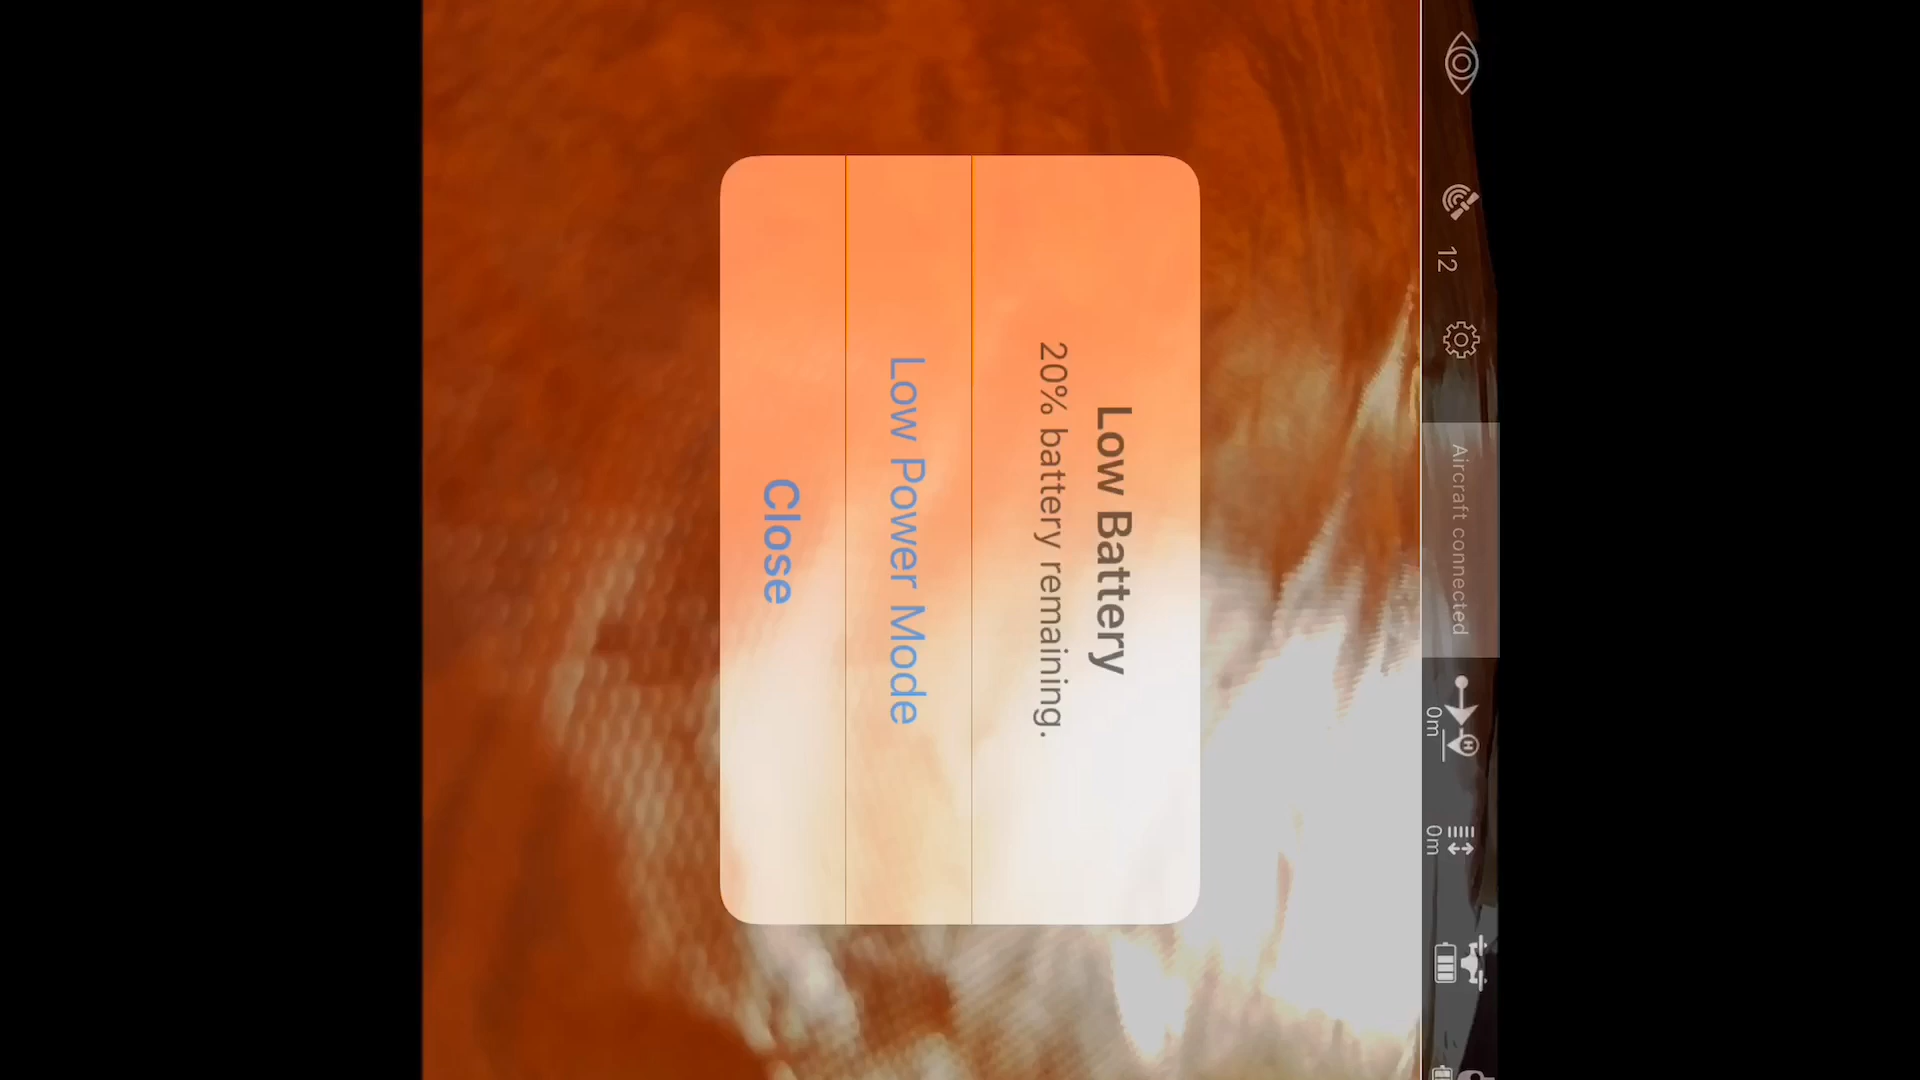 12
Aircraft connected
0m
0m
H
Low Battery
20% battery remaining.
Low Power Mode
Close